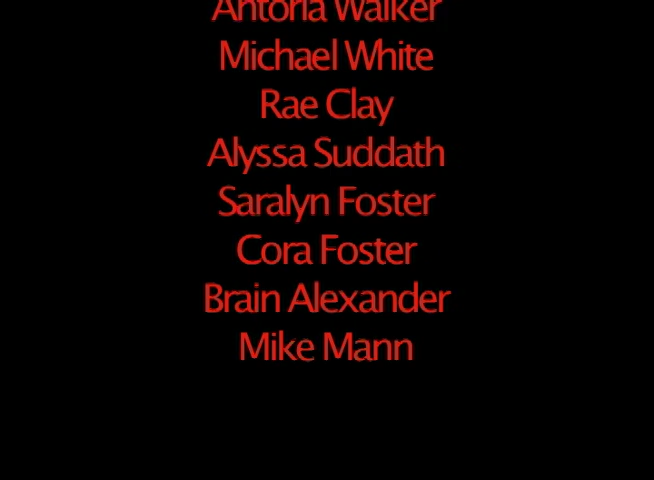 Antoria Walker
Michael White
Rae Clay
Alyssa Suddath
Saralyn Foster
Cora Foster
Brain Alexander
Mike Mann